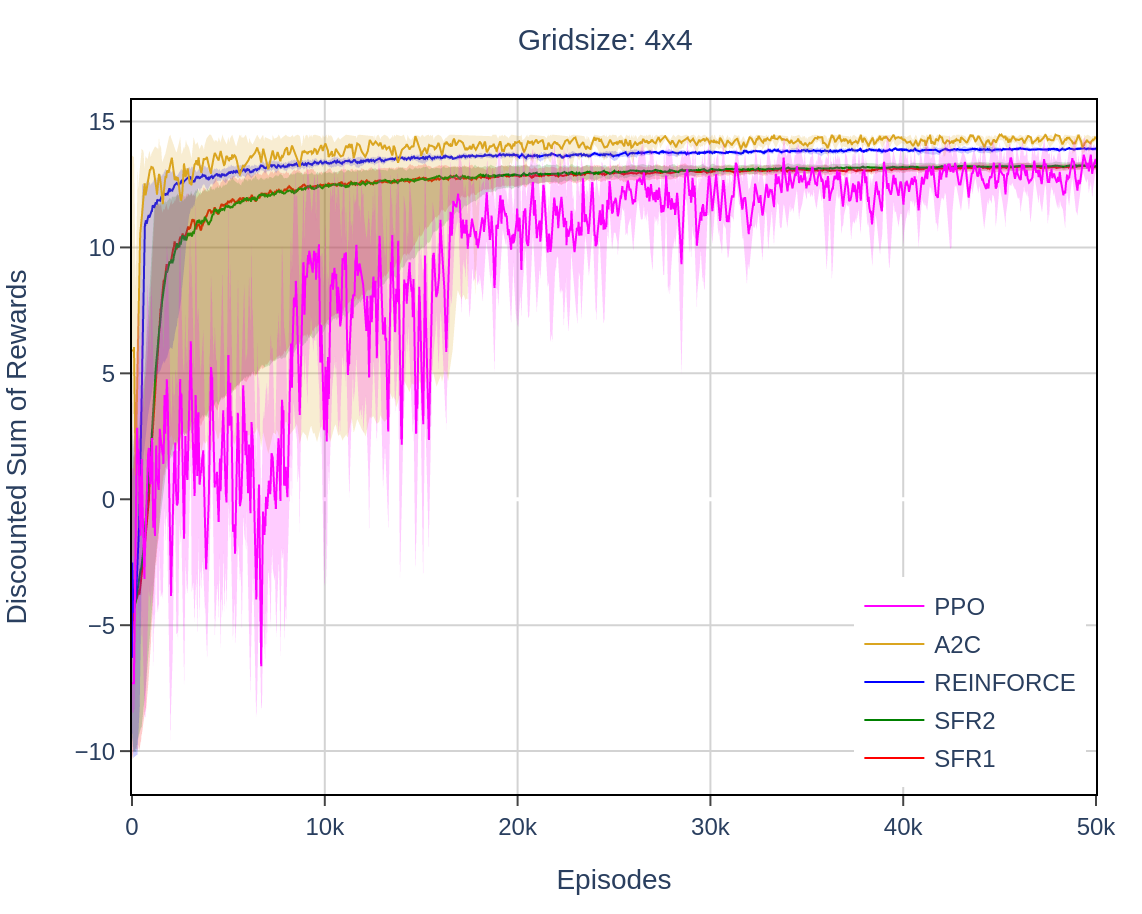 Gridsize: 4x4
Discounted Sum of Rewards
15
10
5
0
−5
−10
PPO
A2C
REINFORCE
SFR2
SFR1
0 10k 20k 30k 40k 50k
Episodes